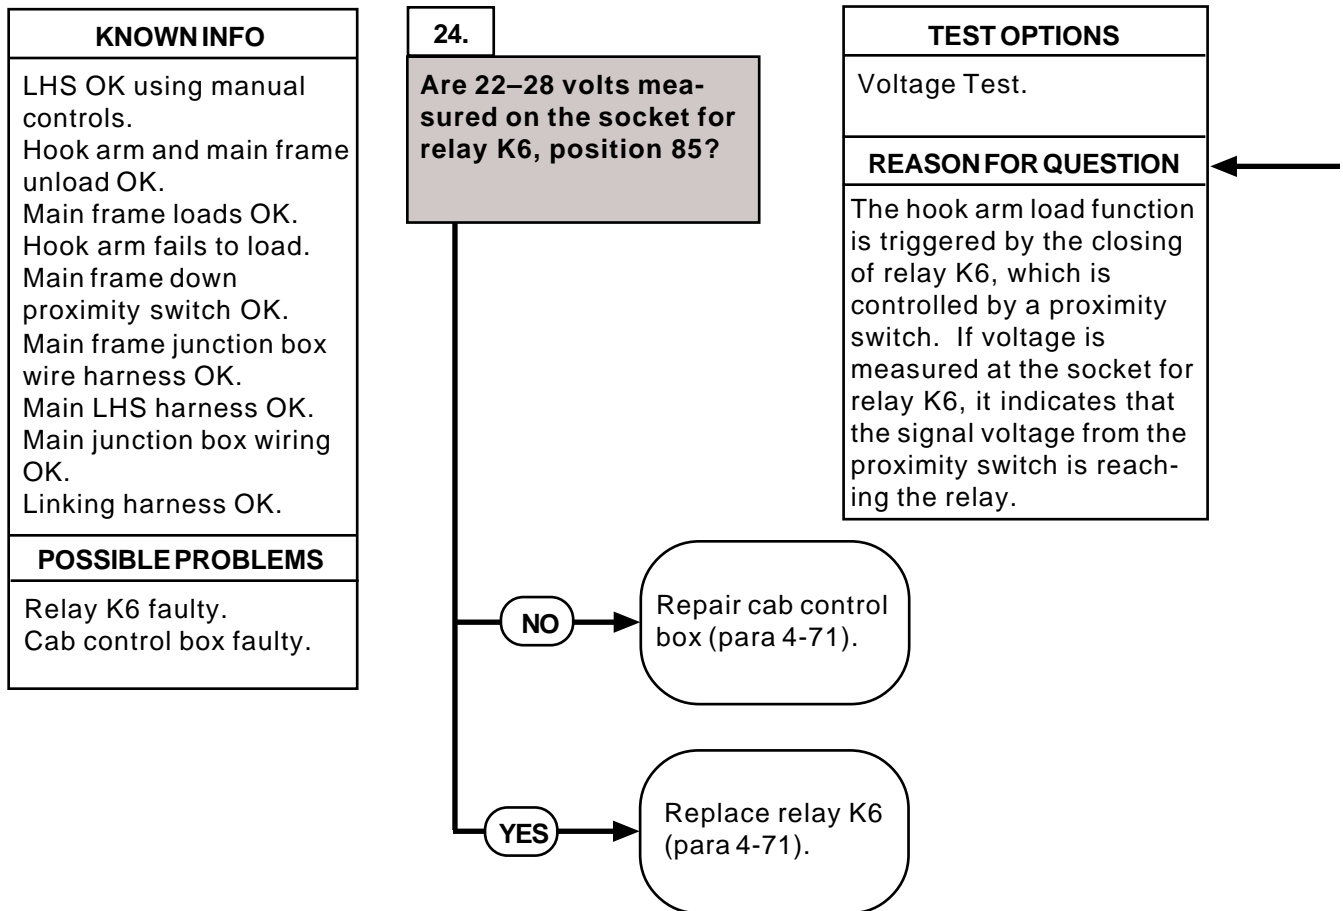 KNOWN INFO
LHS OK using manual
controls.
Hook arm and main frame
unload OK.
Main frame loads OK.
Hook arm fails to load.
Main frame down
proximity switch OK.
Main frame junction box
wire harness OK.
Main LHS harness OK.
Main junction box wiring
OK.
Linking harness OK.
POSSIBLE PROBLEMS
Relay K6 faulty.
Cab control box faulty.
24.
Are 22–28 volts mea-
sured on the socket for
relay K6, position 85?
TEST OPTIONS
Voltage Test.
REASON FOR QUESTION
The hook arm load function
is triggered by the closing
of relay K6, which is
controlled by a proximity
switch. If voltage is
measured at the socket for
relay K6, it indicates that
the signal voltage from the
proximity switch is reach-
ing the relay.
NO
Repair cab control
box (para 4-71).
YES
Replace relay K6
(para 4-71).